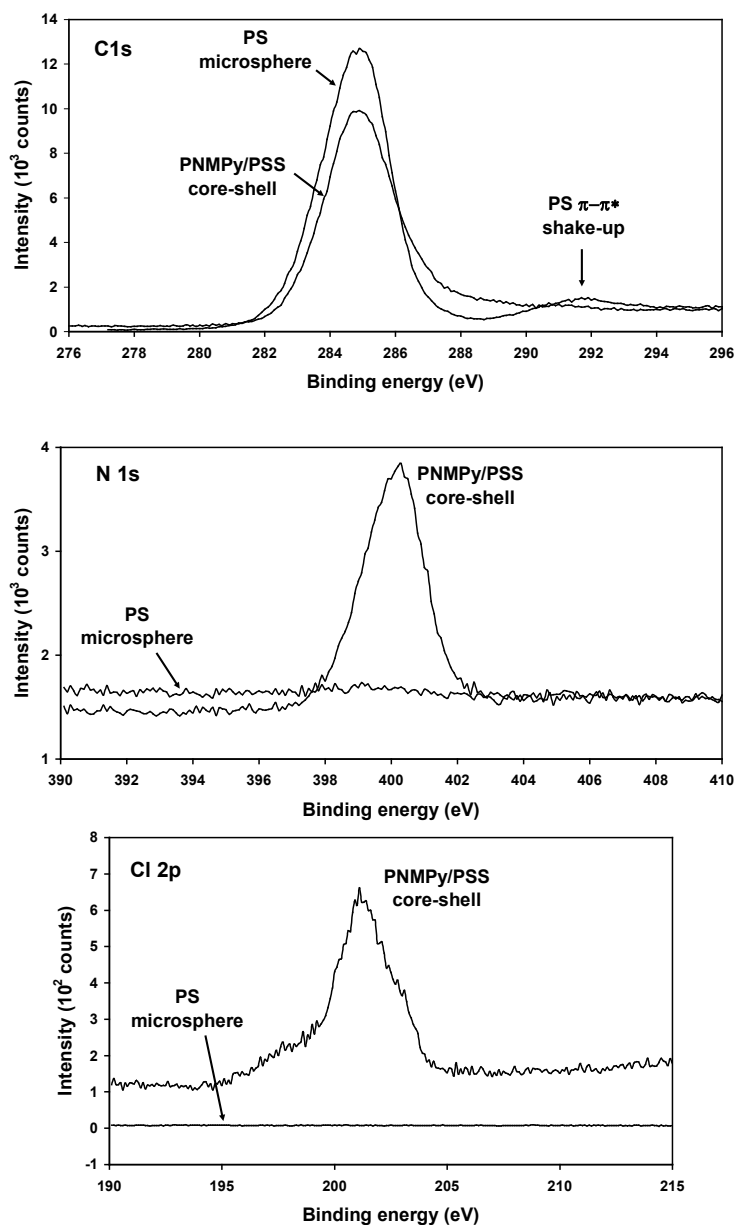 C1s
PS
microsphere
PNMPy/PSS
core-shell
PS π–π*
shake-up
Intensity (10³ counts)
14
12
10
8
6
4
2
0
276 278 280 282 284 286 288 290 292 294 296
Binding energy (eV)
N 1s
PNMPy/PSS
core-shell
PS
microsphere
Intensity (10³ counts)
4
3
2
1
390 392 394 396 398 400 402 404 406 408 410
Binding energy (eV)
Cl 2p
PNMPy/PSS
core-shell
PS
microsphere
Intensity (10² counts)
8
7
6
5
4
3
2
1
0
-1
190 195 200 205 210 215
Binding energy (eV)